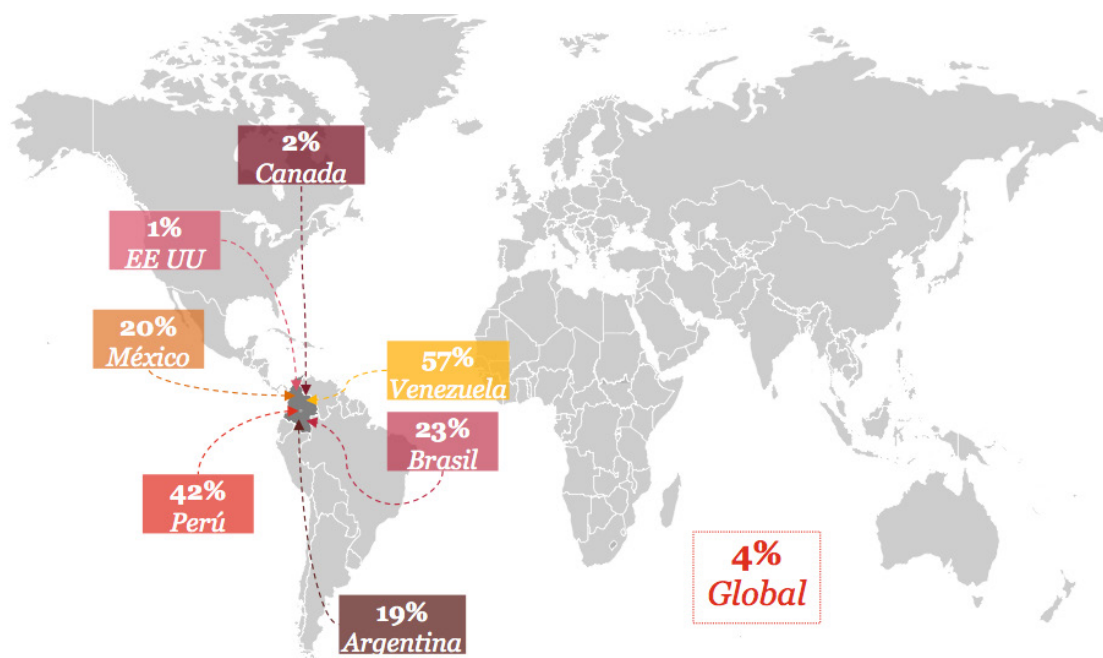 2%
Canada
1%
EE UU
20%
México
57%
Venezuela
23%
Brasil
42%
Perú
4%
Global
19%
Argentina